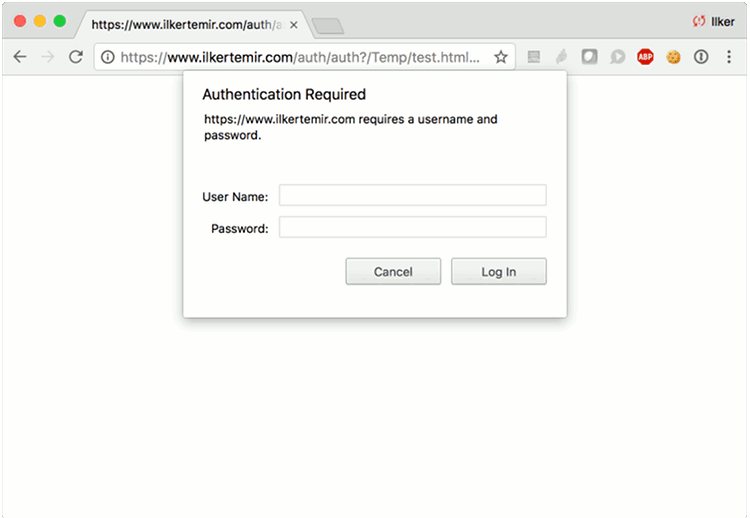 https://www.ilkertemir.com/auth/a
Ilker
https://www.ilkertemir.com/auth/auth?/Temp/test.html...
ABP
Authentication Required
https://www.ilkertemir.com requires a username and
password.
User Name:
Password:
Cancel
Log In